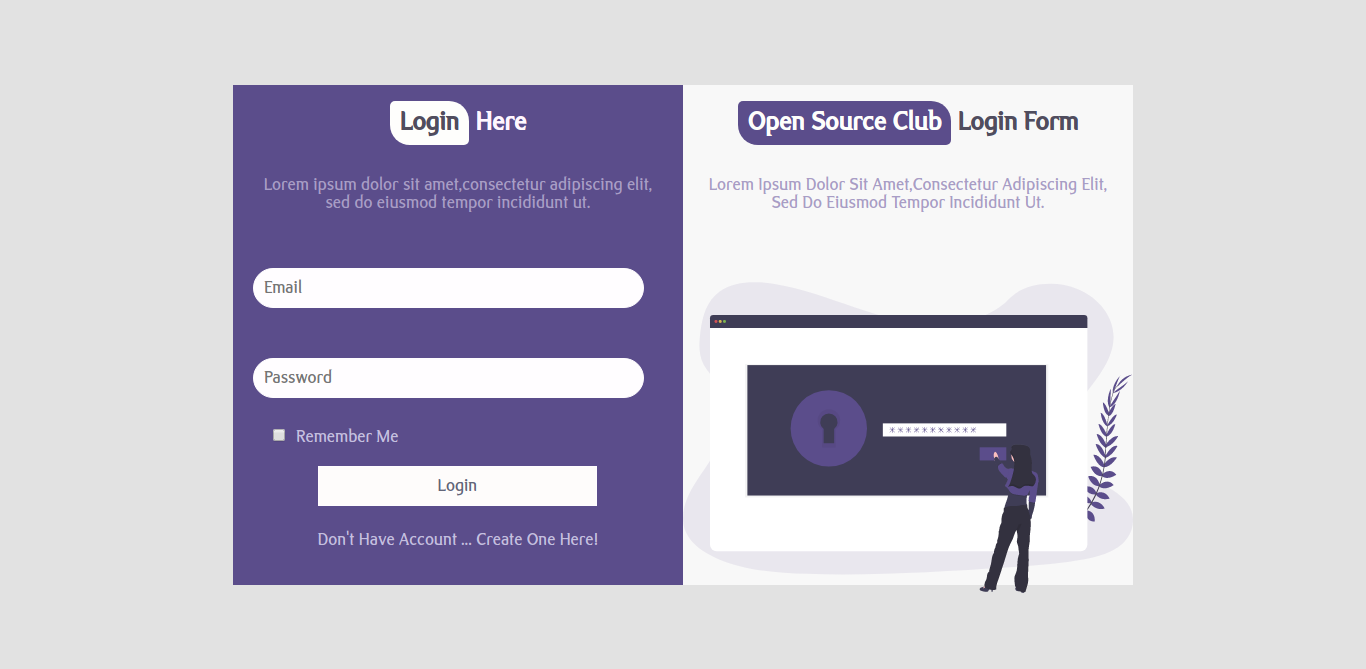 Login Here
Lorem ipsum dolor sit amet,consectetur adipiscing elit,
sed do eiusmod tempor incididunt ut.
Email
Password
Remember Me
Login
Don't Have Account ... Create One Here!
Open Source Club Login Form
Lorem Ipsum Dolor Sit Amet,Consectetur Adipiscing Elit,
Sed Do Eiusmod Tempor Incididunt Ut.
***********